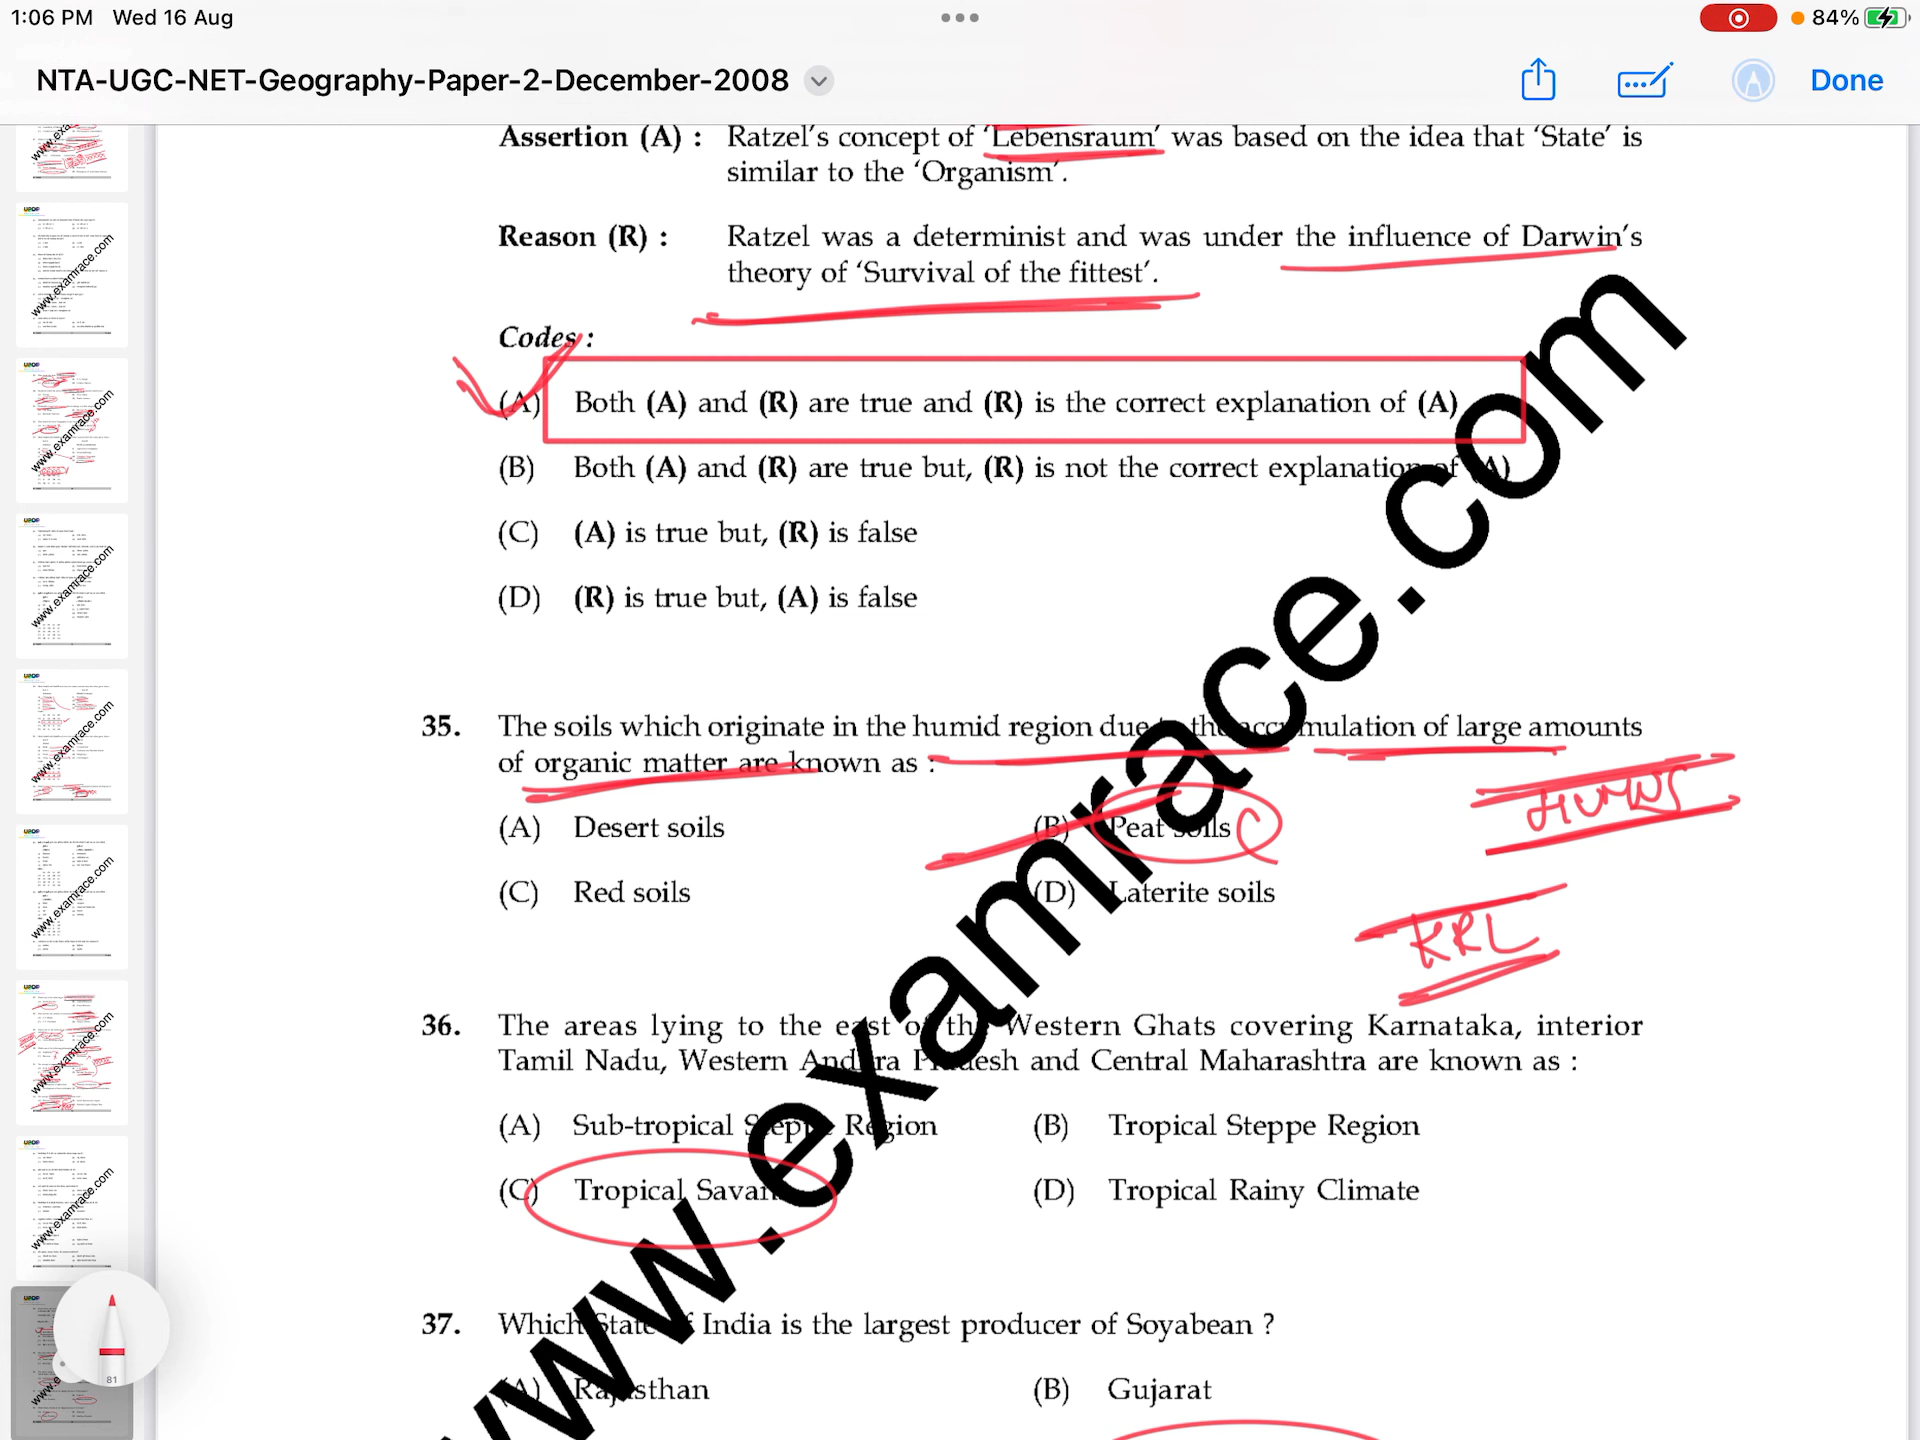 1:06 PM Wed 16 Aug
84%
NTA-UGC-NET-Geography-Paper-2-December-2008
Done
Assertion (A) : Ratzel's concept of 'Lebensraum' was based on the idea that 'State' is
similar to the 'Organism'.
Reason (R) : Ratzel was a determinist and was under the influence of Darwin's
theory of 'Survival of the fittest'.
Codes :
(A) Both (A) and (R) are true and (R) is the correct explanation of (A)
(B) Both (A) and (R) are true but, (R) is not the correct explanation of (A)
(C) (A) is true but, (R) is false
(D) (R) is true but, (A) is false
35. The soils which originate in the humid region due to the accumulation of large amounts
of organic matter are known as :
HUMUS
(A) Desert soils (B) Peat soils
(C) Red soils (D) Laterite soils
KRL
36. The areas lying to the east of the Western Ghats covering Karnataka, interior
Tamil Nadu, Western Andhra Pradesh and Central Maharashtra are known as :
(A) Sub-tropical Steppe Region (B) Tropical Steppe Region
(C) Tropical Savannah (D) Tropical Rainy Climate
37. Which State of India is the largest producer of Soyabean ?
(A) Rajasthan (B) Gujarat
www.examrace.com
81